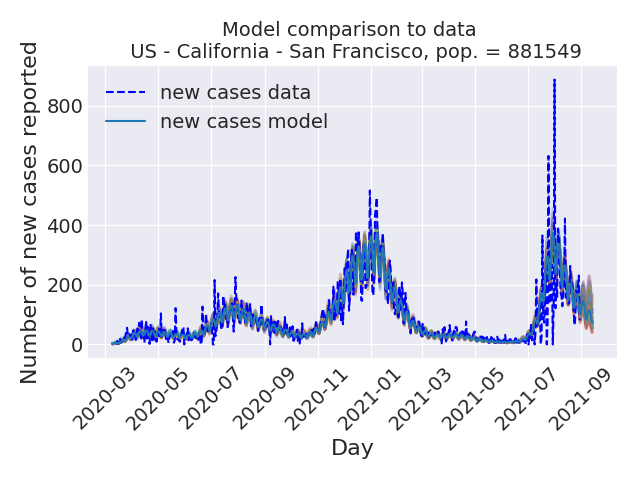 Model comparison to data
US - California - San Francisco, pop. = 881549
Number of new cases reported
800
600
400
200
0
new cases data
new cases model
2020-03
2020-05
2020-07
2020-09
2020-11
2021-01
2021-03
2021-05
2021-07
2021-09
Day